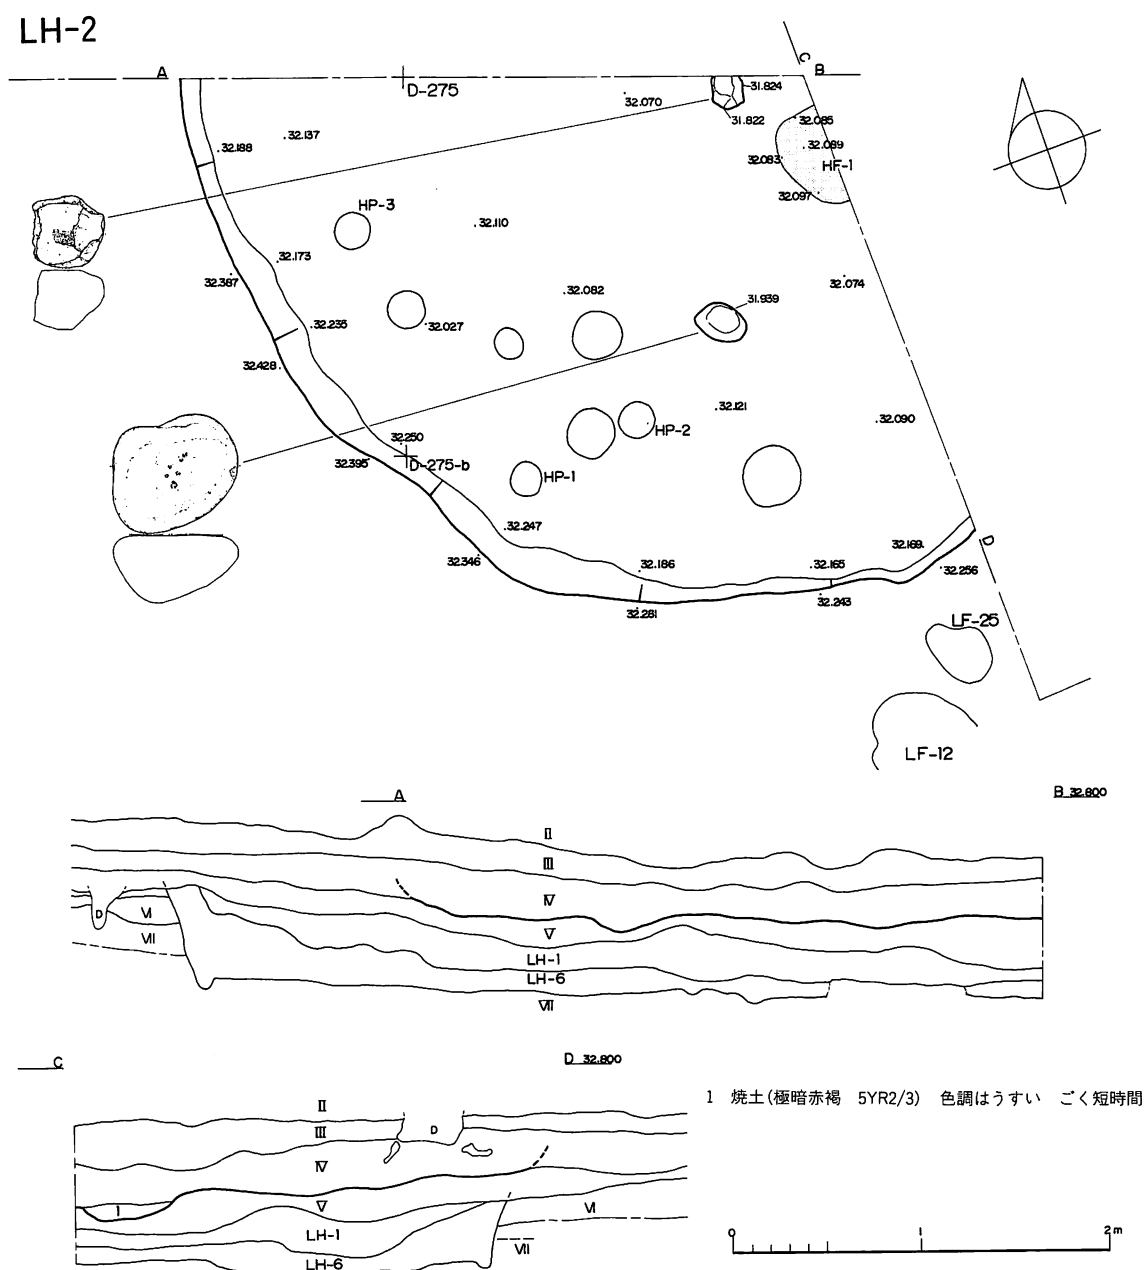 LH-2
A
D-275
C
B
31.824
31.822
32.070
32.085
32.137
32.188
32.089
32.083
HF-1
32.097
HP-3
32.110
32.173
32.387
32.074
32.082
31.939
32.235
32.027
32.428
32.121
32.090
32.250
HP-2
32.395
D-275-b
HP-1
32.247
32.169
D
32.346
32.186
32.165
32.256
32.281
32.243
LF-25
LF-12
A
B 32.800
II
III
IV
D
VI
V
VII
LH-1
LH-6
VII
C
D 32.800
1 焼土(極暗赤褐 5YR2/3) 色調はうすい ごく短時間
II
III
D
IV
1
V
VI
LH-1
VII
LH-6
0 1 2m